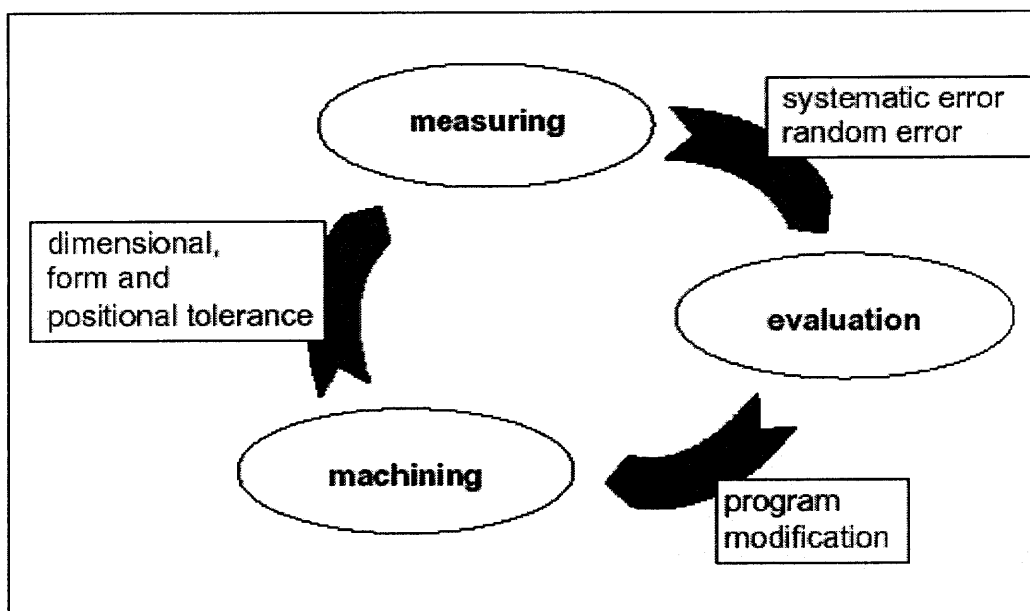 measuring
systematic error
random error
dimensional,
form and
positional tolerance
evaluation
machining
program
modification